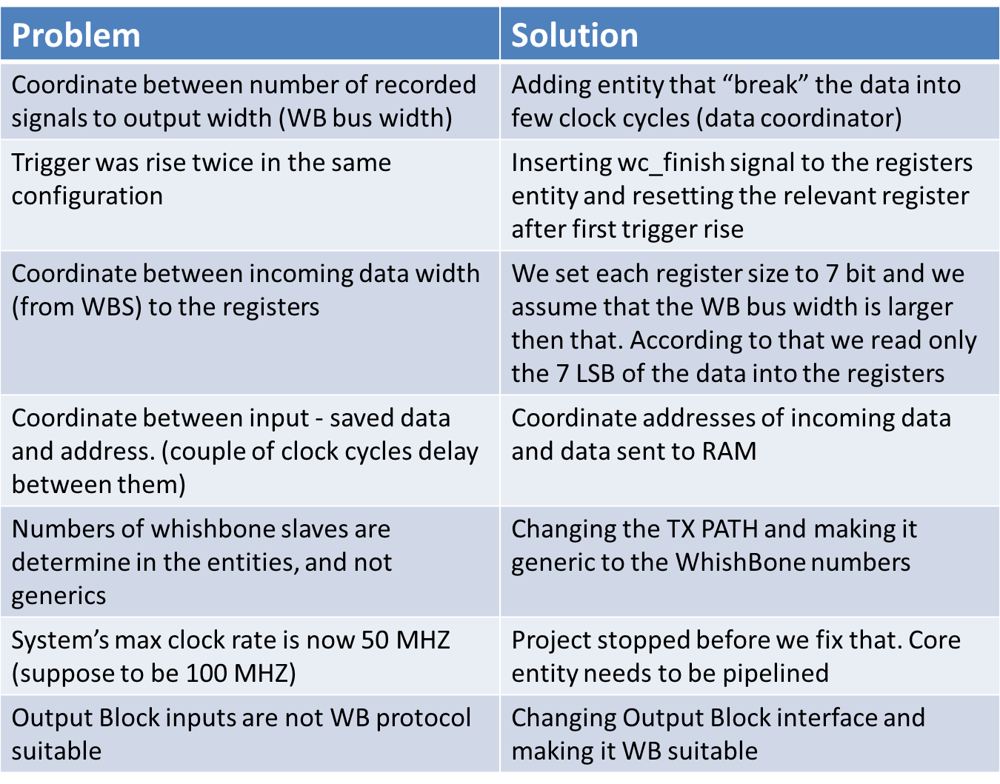 Problem
Solution
Coordinate between number of recorded
signals to output width (WB bus width)
Adding entity that “break” the data into
few clock cycles (data coordinator)
Trigger was rise twice in the same
configuration
Inserting wc_finish signal to the registers
entity and resetting the relevant register
after first trigger rise
Coordinate between incoming data width
(from WBS) to the registers
We set each register size to 7 bit and we
assume that the WB bus width is larger
then that. According to that we read only
the 7 LSB of the data into the registers
Coordinate between input - saved data
and address. (couple of clock cycles delay
between them)
Coordinate addresses of incoming data
and data sent to RAM
Numbers of whishbone slaves are
determine in the entities, and not
generics
Changing the TX PATH and making it
generic to the WhishBone numbers
System’s max clock rate is now 50 MHZ
(suppose to be 100 MHZ)
Project stopped before we fix that. Core
entity needs to be pipelined
Output Block inputs are not WB protocol
suitable
Changing Output Block interface and
making it WB suitable